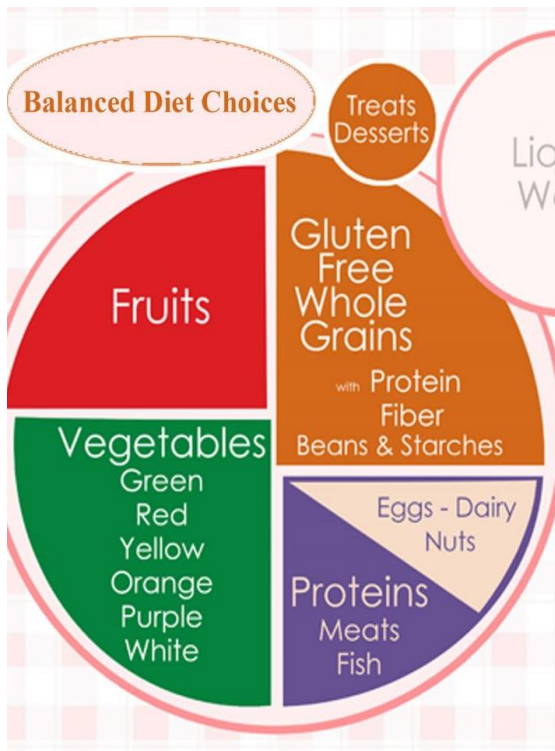 Balanced Diet Choices
Treats
Desserts
Gluten
Free
Whole
Grains
with Protein
Fiber
Beans & Starches
Fruits
Vegetables
Green
Red
Yellow
Orange
Purple
White
Eggs - Dairy
Nuts
Proteins
Meats
Fish